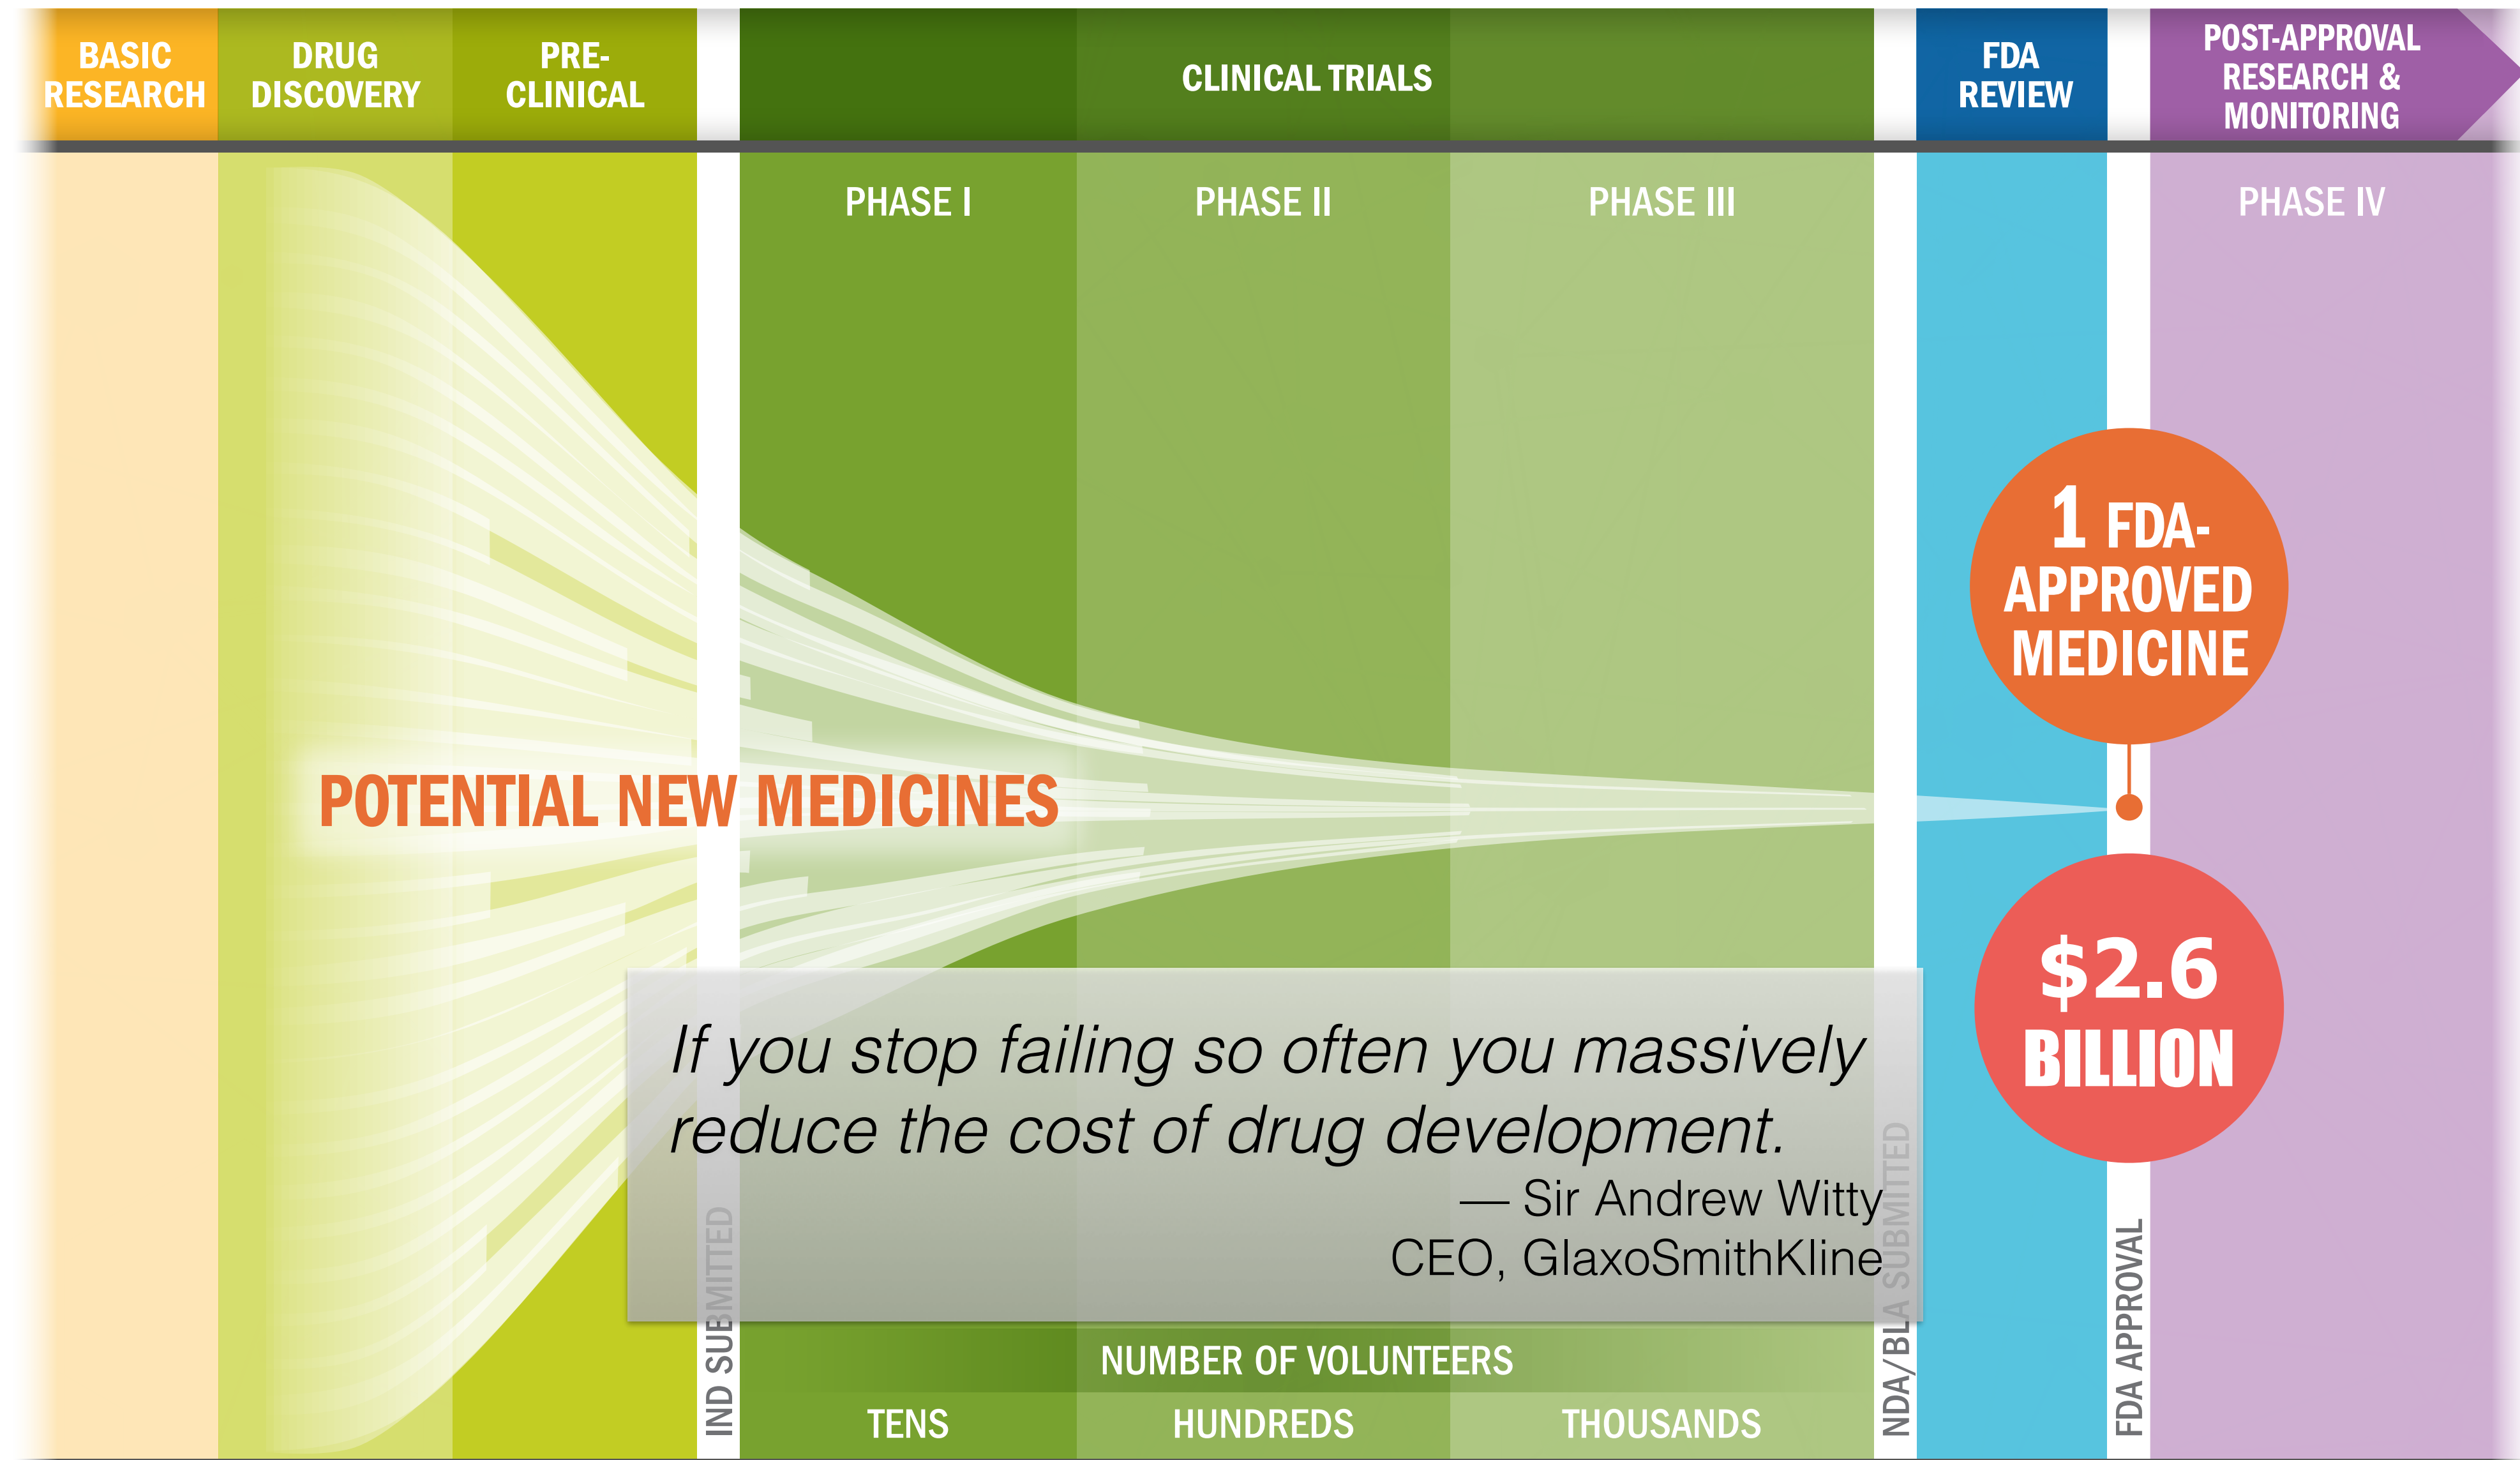 BASIC
RESEARCH
DRUG
DISCOVERY
PRE-
CLINICAL
CLINICAL TRIALS
FDA
REVIEW
POST-APPROVAL
RESEARCH &
MONITORING
PHASE I
PHASE II
PHASE III
PHASE IV
1 FDA-
APPROVED
MEDICINE
POTENTIAL NEW MEDICINES
$2.6
BILLION
If you stop failing so often you massively
reduce the cost of drug development.
— Sir Andrew Witty
CEO, GlaxoSmithKline
IND SUBMITTED
NDA/BLA SUBMITTED
FDA APPROVAL
NUMBER OF VOLUNTEERS
TENS
HUNDREDS
THOUSANDS